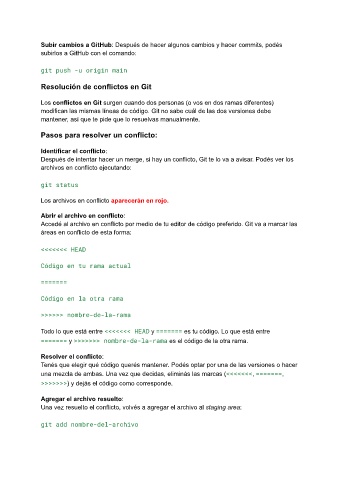 Subir cambios a GitHub: Después de hacer algunos cambios y hacer commits, podés
subirlos a GitHub con el comando:
git push -u origin main
Resolución de conflictos en Git
Los conflictos en Git surgen cuando dos personas (o vos en dos ramas diferentes)
modifican las mismas líneas de código. Git no sabe cuál de las dos versiones debe
mantener, así que te pide que lo resuelvas manualmente.
Pasos para resolver un conflicto:
Identificar el conflicto:
Después de intentar hacer un merge, si hay un conflicto, Git te lo va a avisar. Podés ver los
archivos en conflicto ejecutando:
git status
Los archivos en conflicto aparecerán en rojo.
Abrir el archivo en conflicto:
Accedé al archivo en conflicto por medio de tu editor de código preferido. Git va a marcar las
áreas en conflicto de esta forma:
<<<<<<< HEAD
Código en tu rama actual
=======
Código en la otra rama
>>>>>> nombre-de-la-rama
Todo lo que está entre <<<<<<< HEAD y ======= es tu código. Lo que está entre
======= y >>>>>>> nombre-de-la-rama es el código de la otra rama.
Resolver el conflicto:
Tenés que elegir qué código querés mantener. Podés optar por una de las versiones o hacer
una mezcla de ambas. Una vez que decidas, eliminás las marcas (<<<<<<<, =======,
>>>>>>>) y dejás el código como corresponde.
Agregar el archivo resuelto:
Una vez resuelto el conflicto, volvés a agregar el archivo al staging area:
git add nombre-del-archivo